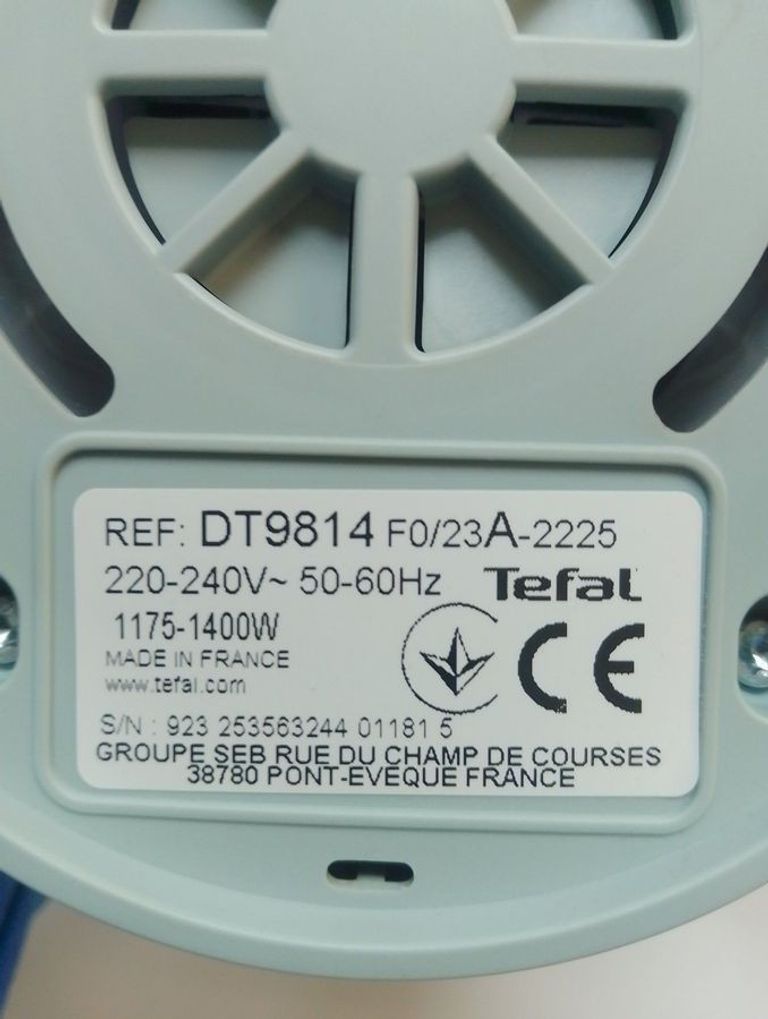 REF: DT9814 F0/23A-2225
220-240V~ 50-60Hz Tefal
1175-1400W
MADE IN FRANCE
www.tefal.com
CE
S/N : 923 253563244 01181 5
GROUPE SEB RUE DU CHAMP DE COURSES
38780 PONT-EVEQUE FRANCE